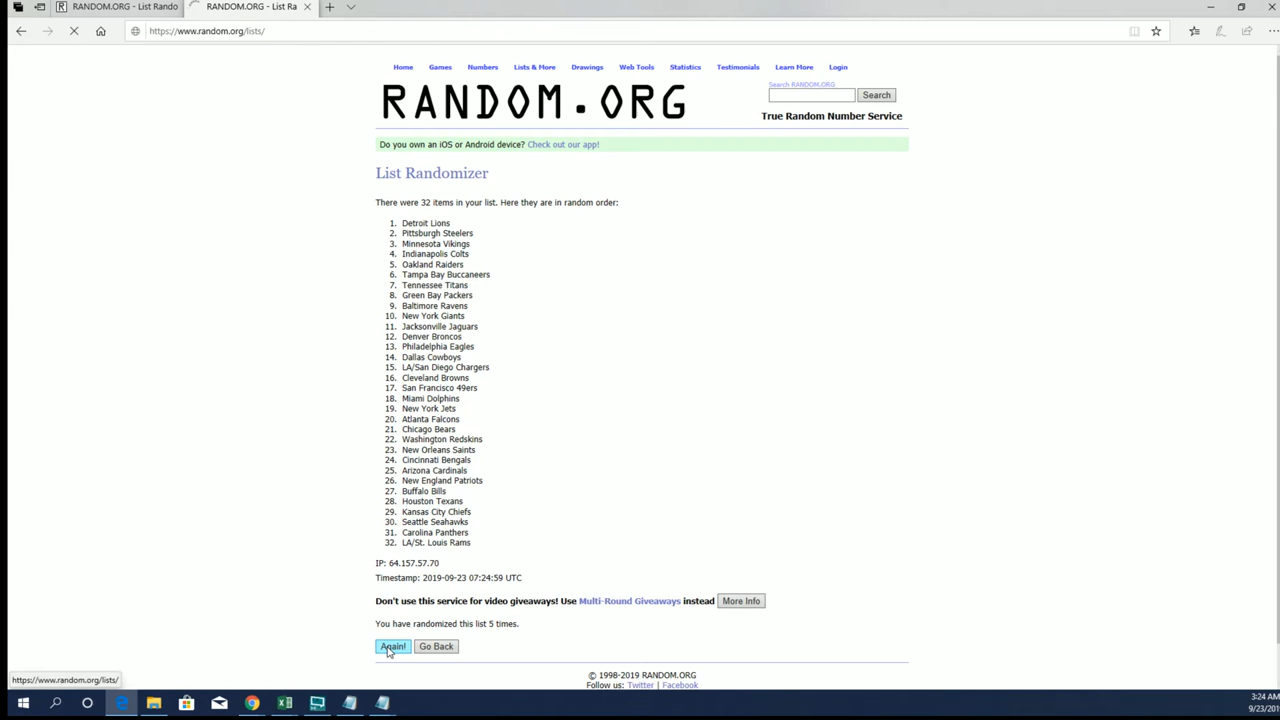 RANDOM.ORG - List Rando
RANDOM.ORG - List Ra
https://www.random.org/lists/
Home Games Numbers Lists & More Drawings Web Tools Statistics Testimonials Learn More Login
RANDOM.ORG
Search RANDOM.ORG
Search
True Random Number Service
Do you own an iOS or Android device? Check out our app!
List Randomizer
There were 32 items in your list. Here they are in random order:
1. Detroit Lions
2. Pittsburgh Steelers
3. Minnesota Vikings
4. Indianapolis Colts
5. Oakland Raiders
6. Tampa Bay Buccaneers
7. Tennessee Titans
8. Green Bay Packers
9. Baltimore Ravens
10. New York Giants
11. Jacksonville Jaguars
12. Denver Broncos
13. Philadelphia Eagles
14. Dallas Cowboys
15. LA/San Diego Chargers
16. Cleveland Browns
17. San Francisco 49ers
18. Miami Dolphins
19. New York Jets
20. Atlanta Falcons
21. Chicago Bears
22. Washington Redskins
23. New Orleans Saints
24. Cincinnati Bengals
25. Arizona Cardinals
26. New England Patriots
27. Buffalo Bills
28. Houston Texans
29. Kansas City Chiefs
30. Seattle Seahawks
31. Carolina Panthers
32. LA/St. Louis Rams
IP: 64.157.57.70
Timestamp: 2019-09-23 07:24:59 UTC
Don't use this service for video giveaways! Use Multi-Round Giveaways instead More Info
You have randomized this list 5 times.
Again! Go Back
© 1998-2019 RANDOM.ORG
Follow us: Twitter | Facebook
https://www.random.org/lists/
3:24 AM
9/23/2019